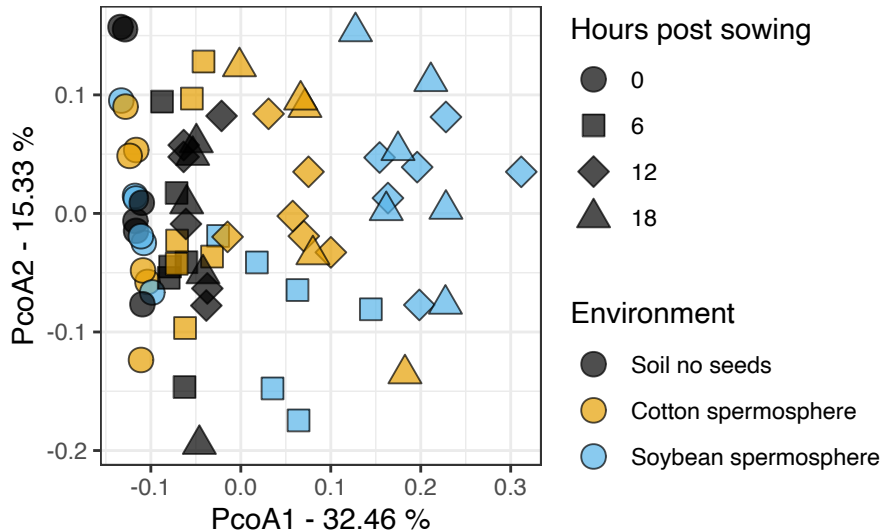 PcoA2 - 15.33 %
0.1
0.0
-0.1
-0.2
-0.1
0.0
0.1
0.2
0.3
PcoA1 - 32.46 %
Hours post sowing
0
6
12
18
Environment
Soil no seeds
Cotton spermosphere
Soybean spermosphere